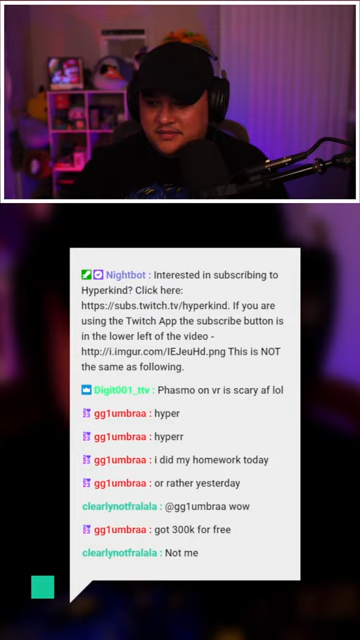 Nightbot : Interested in subscribing to
Hyperkind? Click here:
https://subs.twitch.tv/hyperkind. If you are
using the Twitch App the subscribe button is
in the lower left of the video -
http://i.imgur.com/IEJeuHd.png This is NOT
the same as following.
Digit001_ttv : Phasmo on vr is scary af lol
gg1umbraa : hyper
gg1umbraa : hyperr
gg1umbraa : i did my homework today
gg1umbraa : or rather yesterday
clearlynotfralala : @gg1umbraa wow
gg1umbraa : got 300k for free
clearlynotfralala : Not me